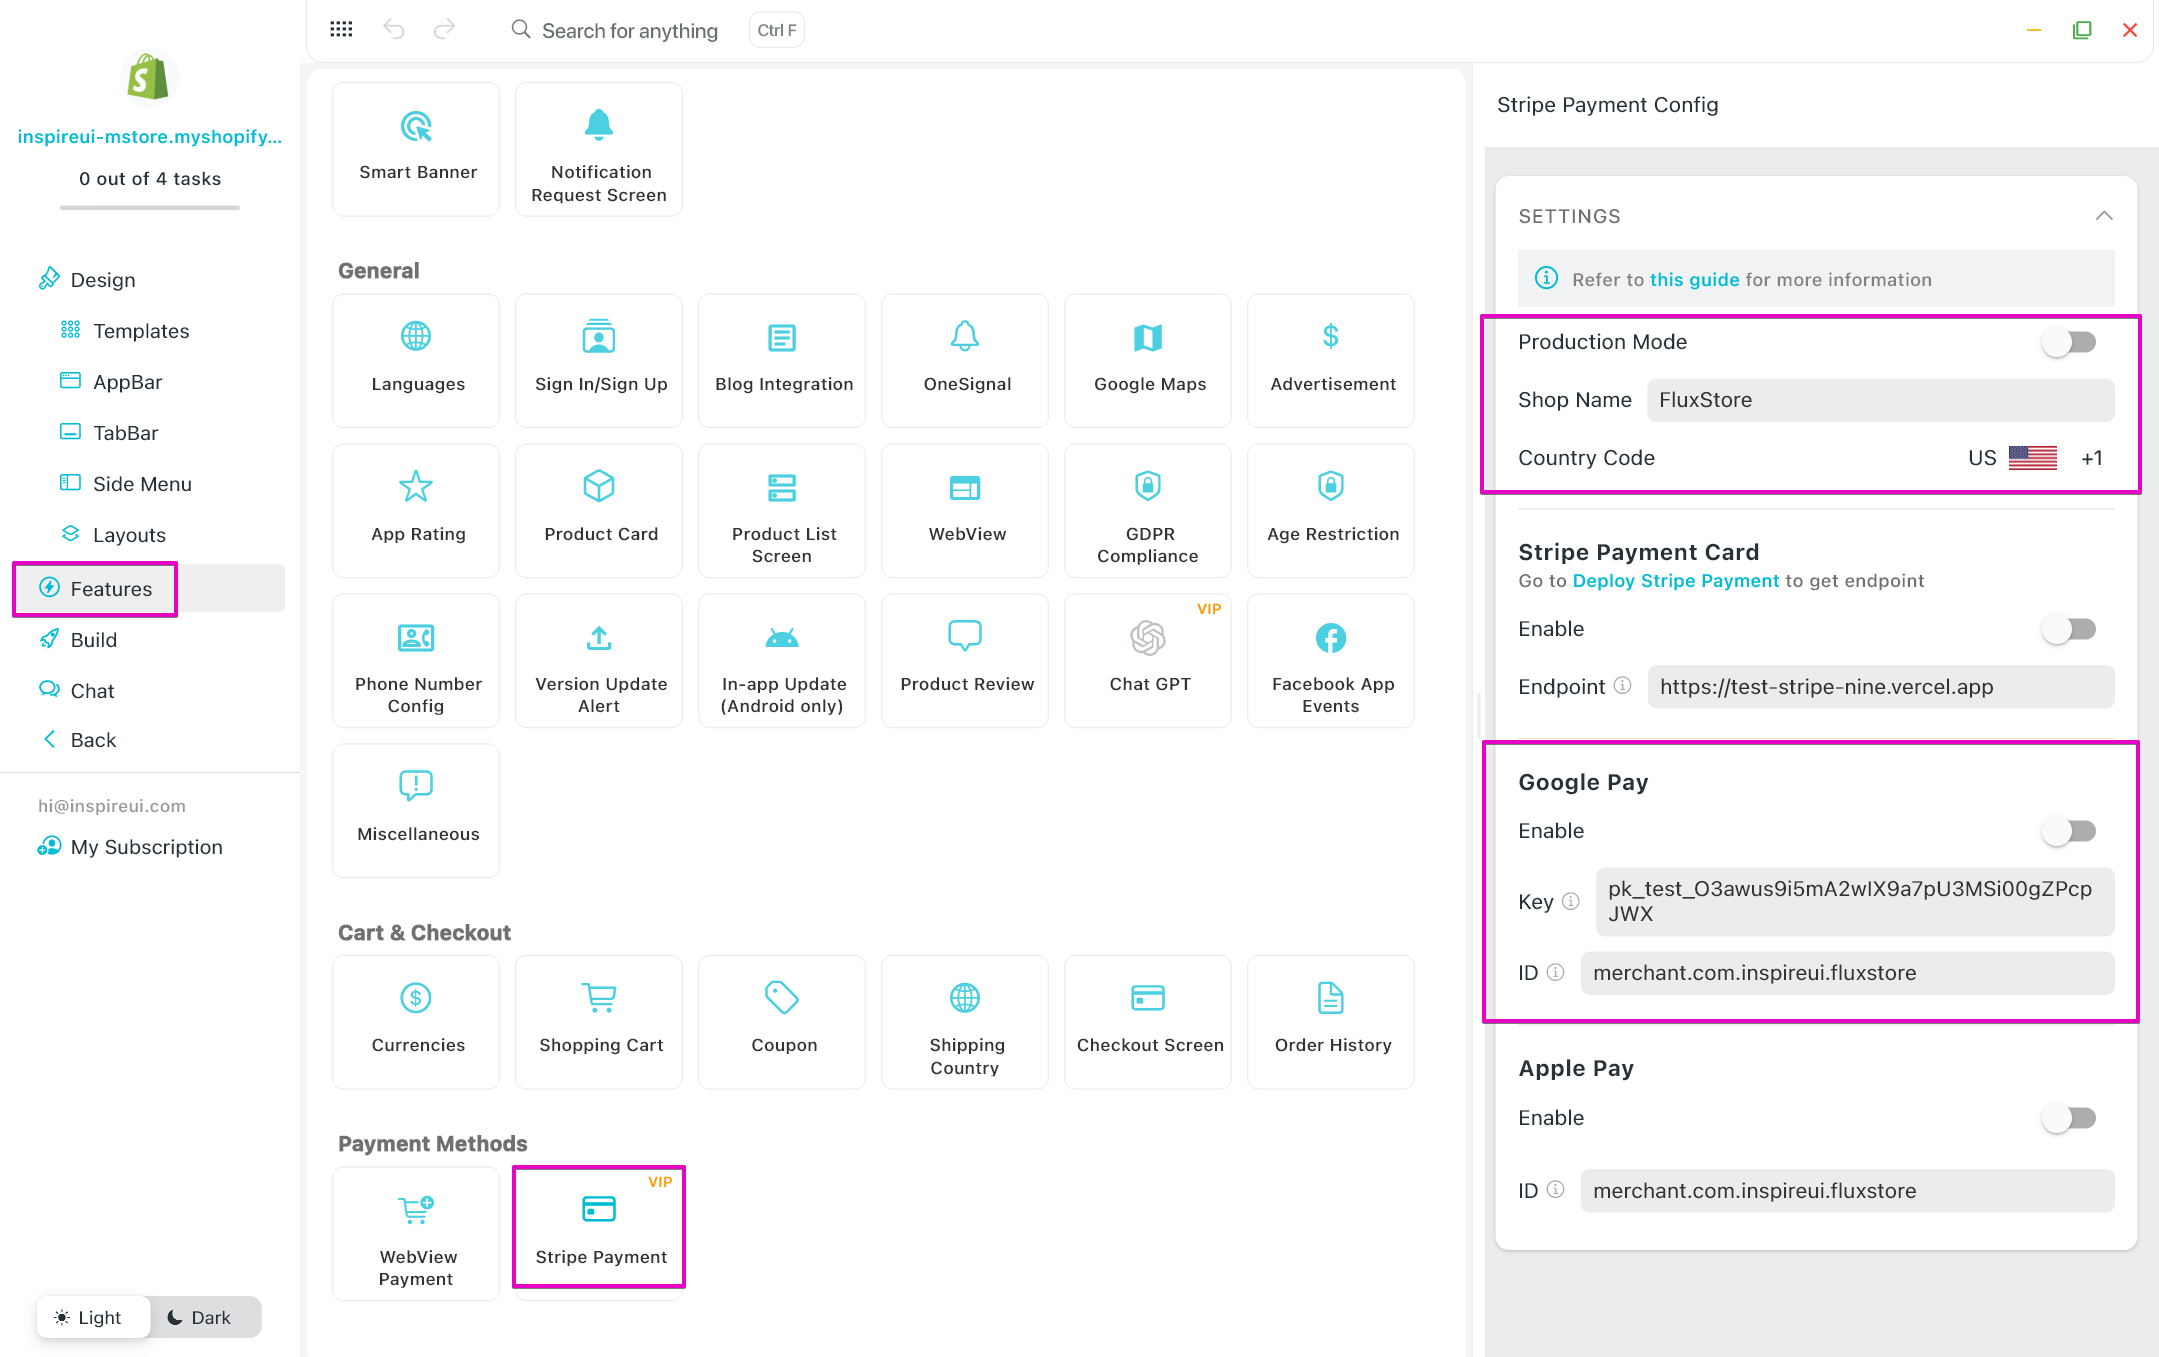 Search for anything
Ctrl F
inspireui-mstore.myshopify...
0 out of 4 tasks
Design
Templates
AppBar
TabBar
Side Menu
Layouts
Features
Build
Chat
Back
hi@inspireui.com
My Subscription
Light
Dark
Smart Banner
Notification
Request Screen
General
Languages
Sign In/Sign Up
Blog Integration
OneSignal
Google Maps
Advertisement
App Rating
Product Card
Product List
Screen
WebView
GDPR
Compliance
Age Restriction
Phone Number
Config
Version Update
Alert
In-app Update
(Android only)
Product Review
VIP
Chat GPT
Facebook App
Events
Miscellaneous
Cart & Checkout
Currencies
Shopping Cart
Coupon
Shipping
Country
Checkout Screen
Order History
Payment Methods
WebView
Payment
VIP
Stripe Payment
Stripe Payment Config
SETTINGS
Refer to this guide for more information
Production Mode
Shop Name FluxStore
Country Code US +1
Stripe Payment Card
Go to Deploy Stripe Payment to get endpoint
Enable
Endpoint https://test-stripe-nine.vercel.app
Google Pay
Enable
Key pk_test_O3awus9i5mA2wIX9a7pU3MSi00gZPcp
JWX
ID merchant.com.inspireui.fluxstore
Apple Pay
Enable
ID merchant.com.inspireui.fluxstore